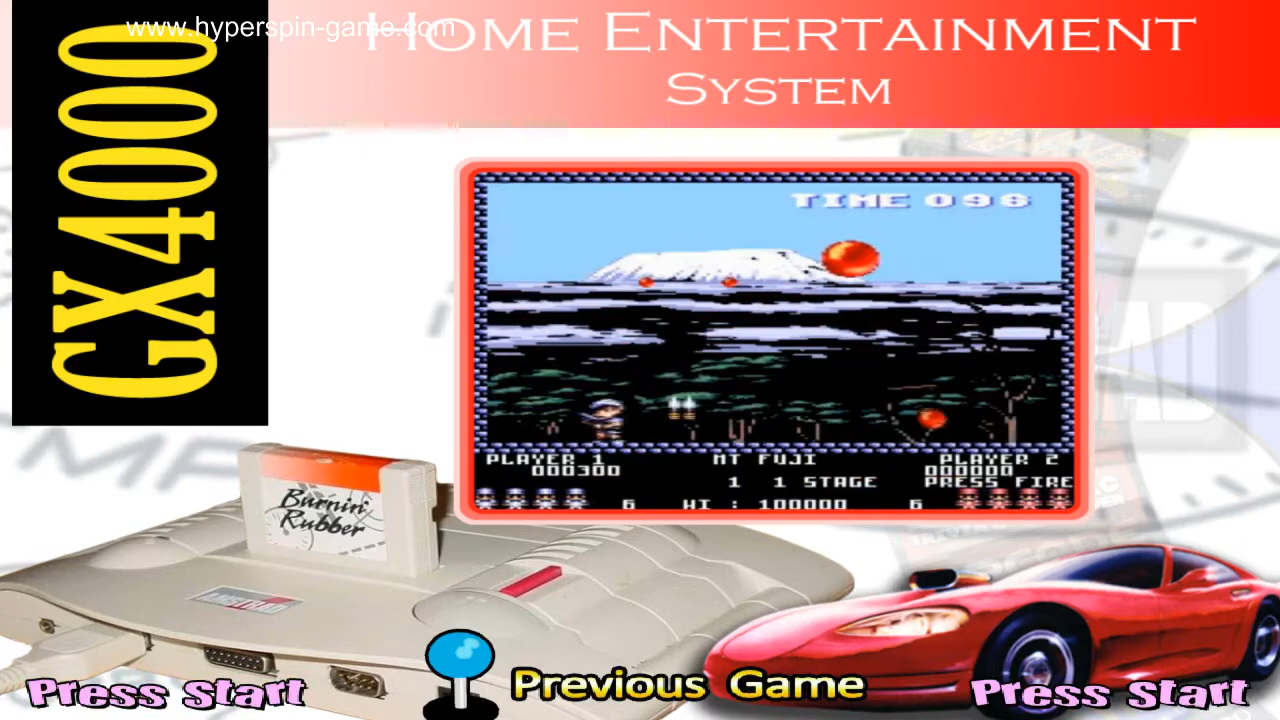 www.hyperspin-game.com
HOME ENTERTAINMENT
SYSTEM
GX4000
TIME 096
PLAYER 1
000300
MT FUJI
PLAYER 2
000000
1 1 STAGE
PRESS FIRE
6 HI : 100000 6
Burnin'
Rubber
AMSTRAD
Press Start
Previous Game
Press Start